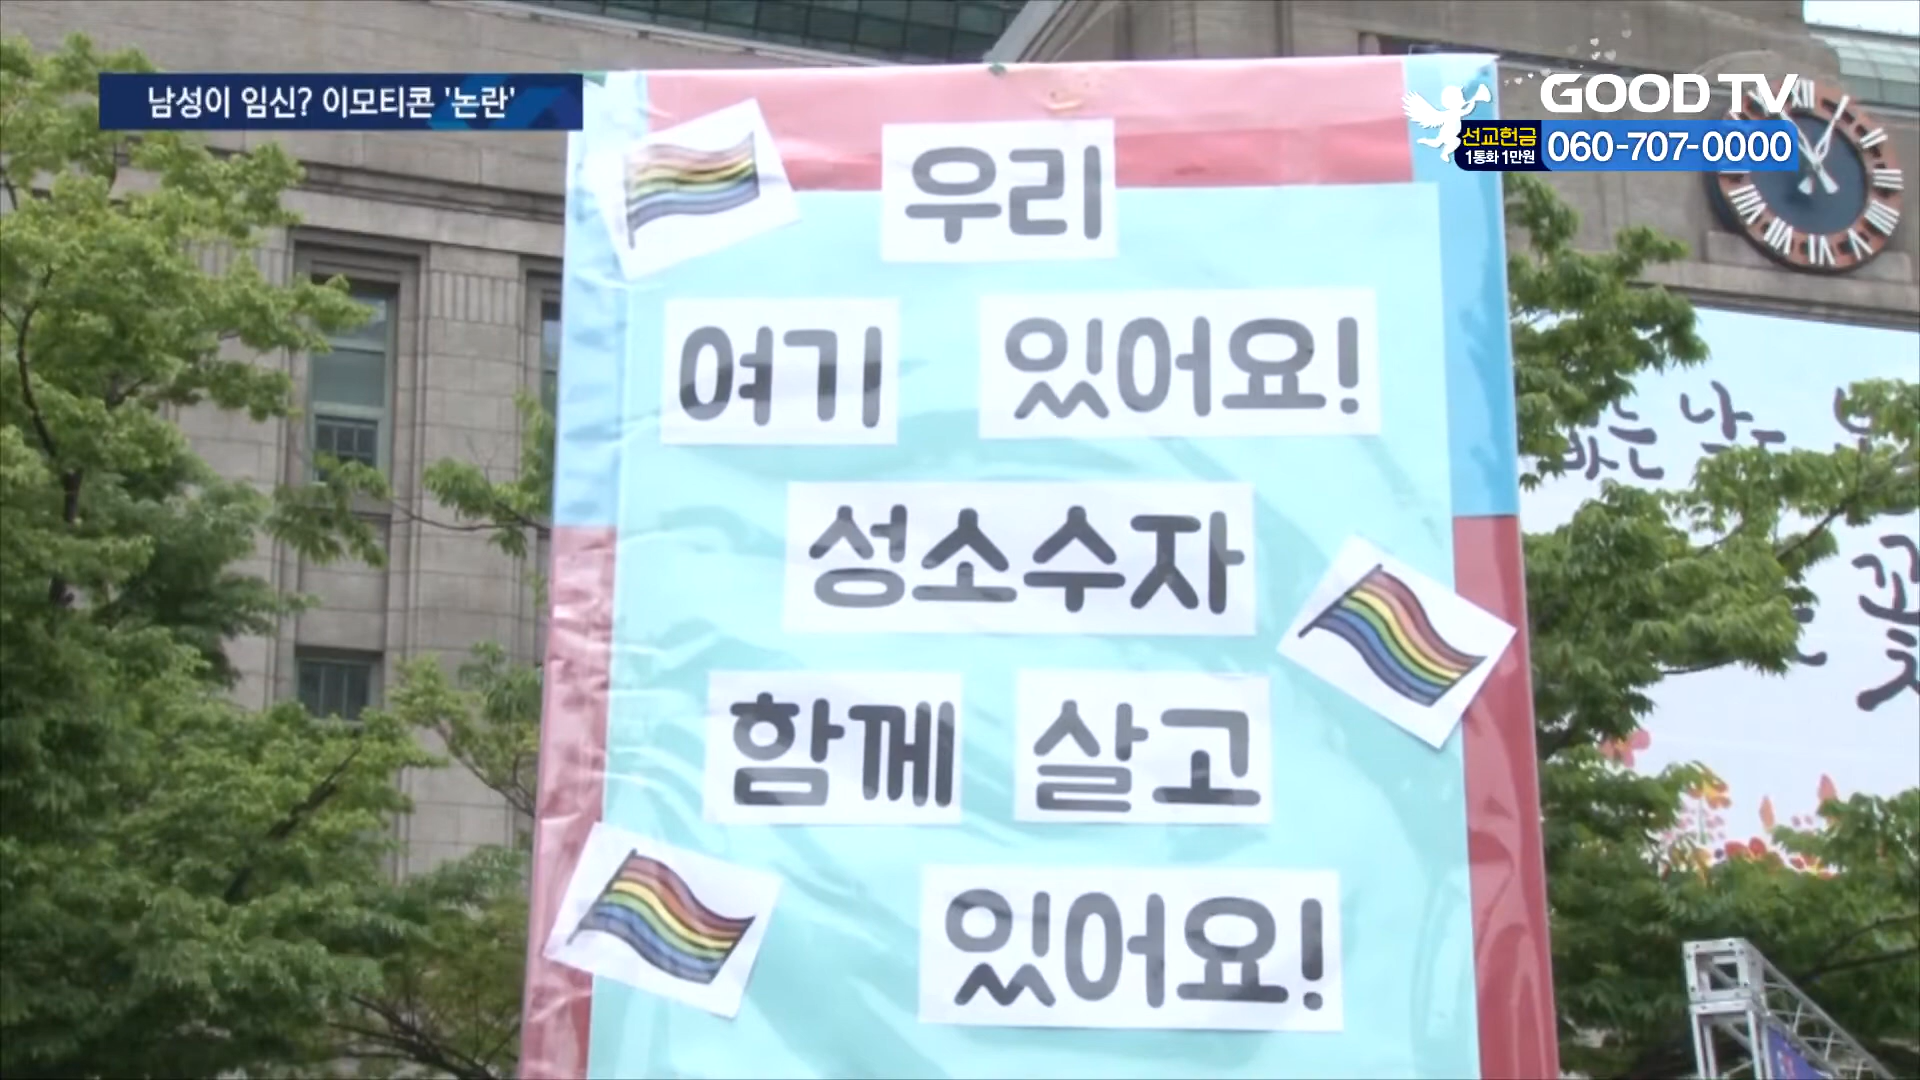 남성이 임신? 이모티콘 '논란'
GOOD TV
선교헌금
1통화 1만원
060-707-0000
우리
여기 있어요!
성소수자
함께 살고
있어요!
꽃